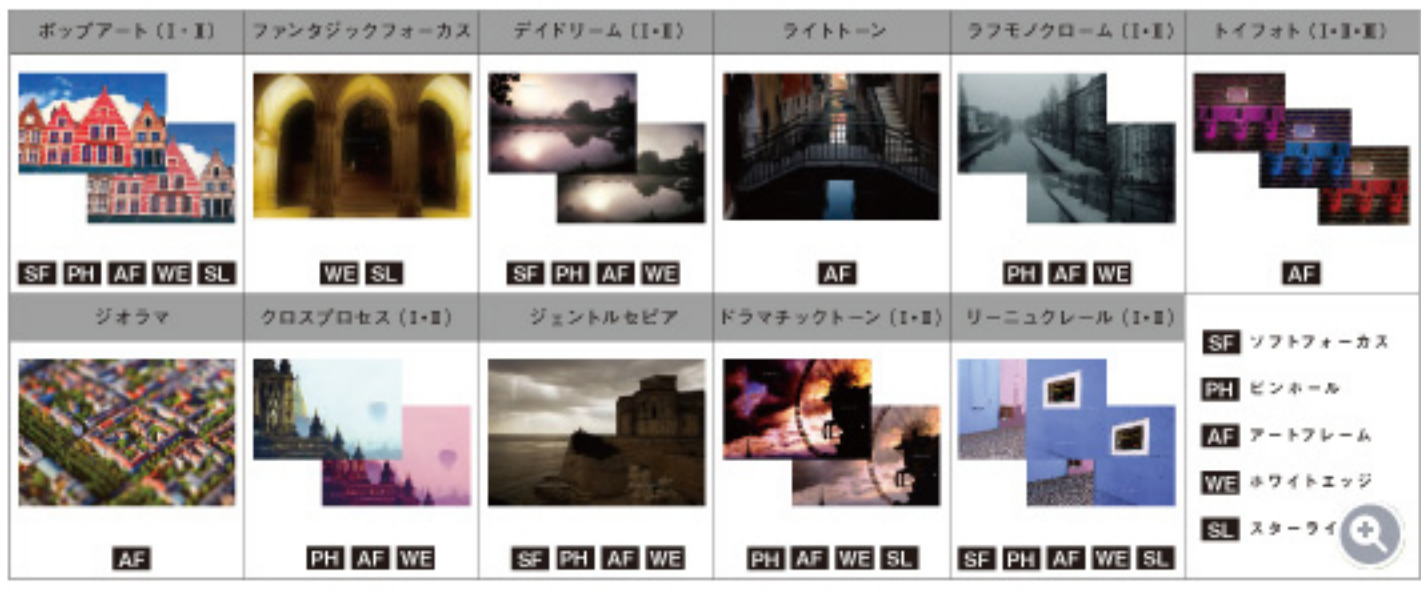 ポップアート (I・II)
ファンタジックフォーカス
デイドリーム (I・II)
ライトトーン
ラフモノクローム (I・II)
トイフォト (I・II・III)
SF PH AF WE SL
WE SL
SF PH AF WE
AF
PH AF WE
AF
ジオラマ
クロスプロセス (I・II)
ジェントルセピア
ドラマチックトーン (I・II)
リーニュクレール (I・II)
AF
PH AF WE
SF PH AF WE
PH AF WE SL
SF PH AF WE SL
SF ソフトフォーカス
PH ピンホール
AF アートフレーム
WE ホワイトエッジ
SL スターライ